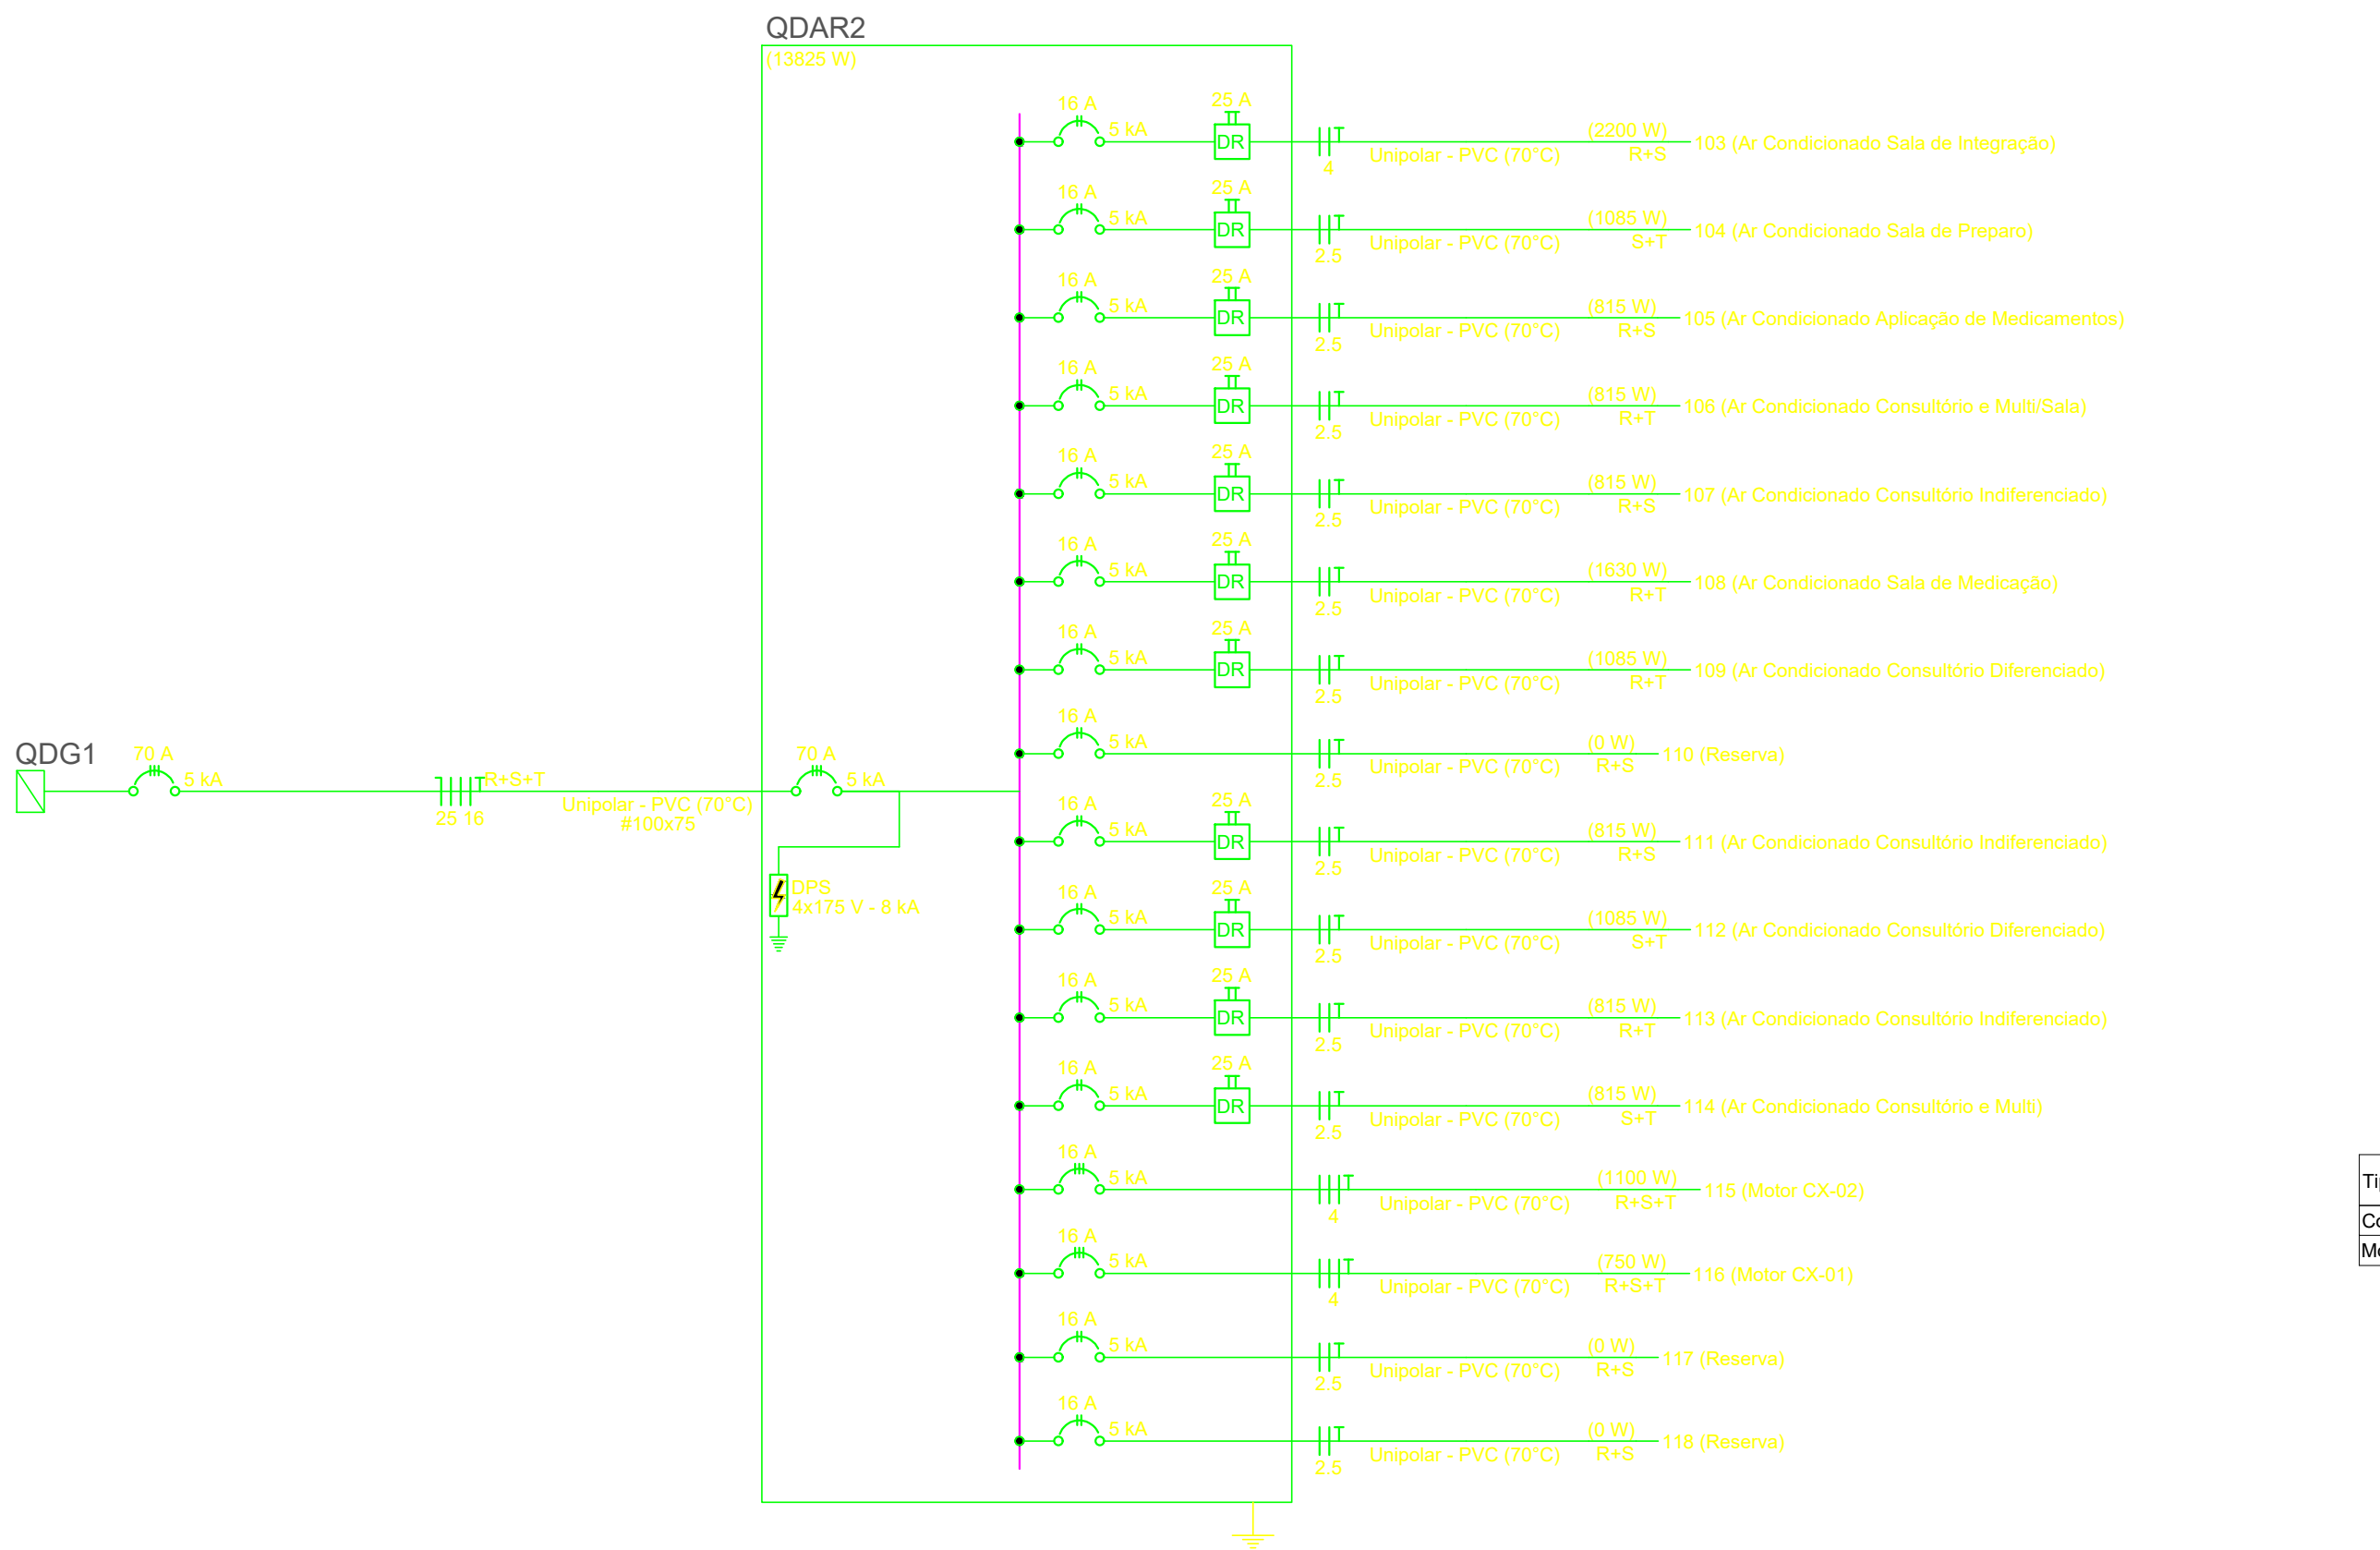 QDAR2
(13825 W)
16 A
25 A
5 kA
DR
(2200 W)
103 (Ar Condicionado Sala de Integração)
Unipolar - PVC (70°C)
R+S
4
16 A
25 A
5 kA
DR
(1085 W)
104 (Ar Condicionado Sala de Preparo)
Unipolar - PVC (70°C)
S+T
2.5
16 A
25 A
5 kA
DR
(815 W)
105 (Ar Condicionado Aplicação de Medicamentos)
Unipolar - PVC (70°C)
R+S
2.5
16 A
25 A
5 kA
DR
(815 W)
106 (Ar Condicionado Consultório e Multi/Sala)
Unipolar - PVC (70°C)
R+T
2.5
16 A
25 A
5 kA
DR
(815 W)
107 (Ar Condicionado Consultório Indiferenciado)
Unipolar - PVC (70°C)
R+S
2.5
16 A
25 A
5 kA
DR
(1630 W)
108 (Ar Condicionado Sala de Medicação)
Unipolar - PVC (70°C)
R+T
2.5
16 A
25 A
5 kA
DR
(1085 W)
109 (Ar Condicionado Consultório Diferenciado)
Unipolar - PVC (70°C)
R+T
2.5
16 A
5 kA
(0 W)
110 (Reserva)
Unipolar - PVC (70°C)
R+S
2.5
QDG1
70 A
5 kA
R+S+T
25 16
Unipolar - PVC (70°C)
#100x75
70 A
5 kA
DPS
4x175 V - 8 kA
16 A
25 A
5 kA
DR
(815 W)
111 (Ar Condicionado Consultório Indiferenciado)
Unipolar - PVC (70°C)
R+S
2.5
16 A
25 A
5 kA
DR
(1085 W)
112 (Ar Condicionado Consultório Diferenciado)
Unipolar - PVC (70°C)
S+T
2.5
16 A
25 A
5 kA
DR
(815 W)
113 (Ar Condicionado Consultório Indiferenciado)
Unipolar - PVC (70°C)
R+T
2.5
16 A
25 A
5 kA
DR
(815 W)
114 (Ar Condicionado Consultório e Multi)
Unipolar - PVC (70°C)
S+T
2.5
16 A
5 kA
(1100 W)
115 (Motor CX-02)
Unipolar - PVC (70°C)
R+S+T
4
16 A
5 kA
(750 W)
116 (Motor CX-01)
Unipolar - PVC (70°C)
R+S+T
4
16 A
5 kA
(0 W)
117 (Reserva)
Unipolar - PVC (70°C)
R+S
2.5
16 A
5 kA
(0 W)
118 (Reserva)
Unipolar - PVC (70°C)
R+S
2.5